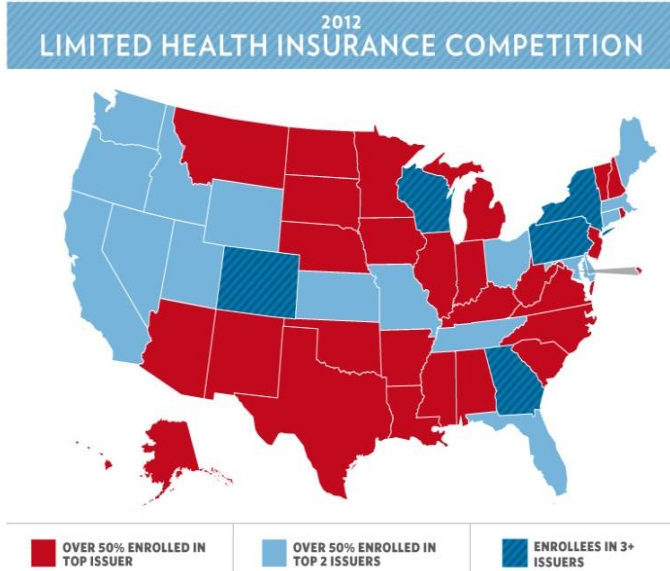 2012
LIMITED HEALTH INSURANCE COMPETITION
OVER 50% ENROLLED IN
TOP ISSUER
OVER 50% ENROLLED IN
TOP 2 ISSUERS
ENROLLEES IN 3+
ISSUERS